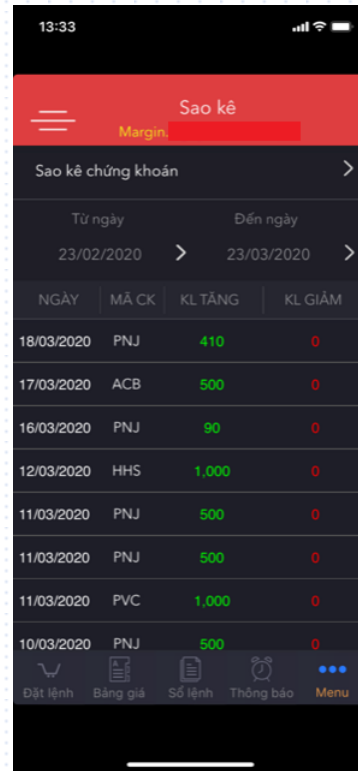 13:33
Sao kê
Margin.
Sao kê chứng khoán
Từ ngày Đến ngày
23/02/2020 23/03/2020
NGÀY MÃ CK KL TĂNG KL GIẢM
18/03/2020 PNJ 410 0
17/03/2020 ACB 500 0
16/03/2020 PNJ 90 0
12/03/2020 HHS 1,000 0
11/03/2020 PNJ 500 0
11/03/2020 PNJ 500 0
11/03/2020 PVC 1,000 0
10/03/2020 PNJ 500 0
Đặt lệnh Bảng giá Sổ lệnh Thông báo Menu